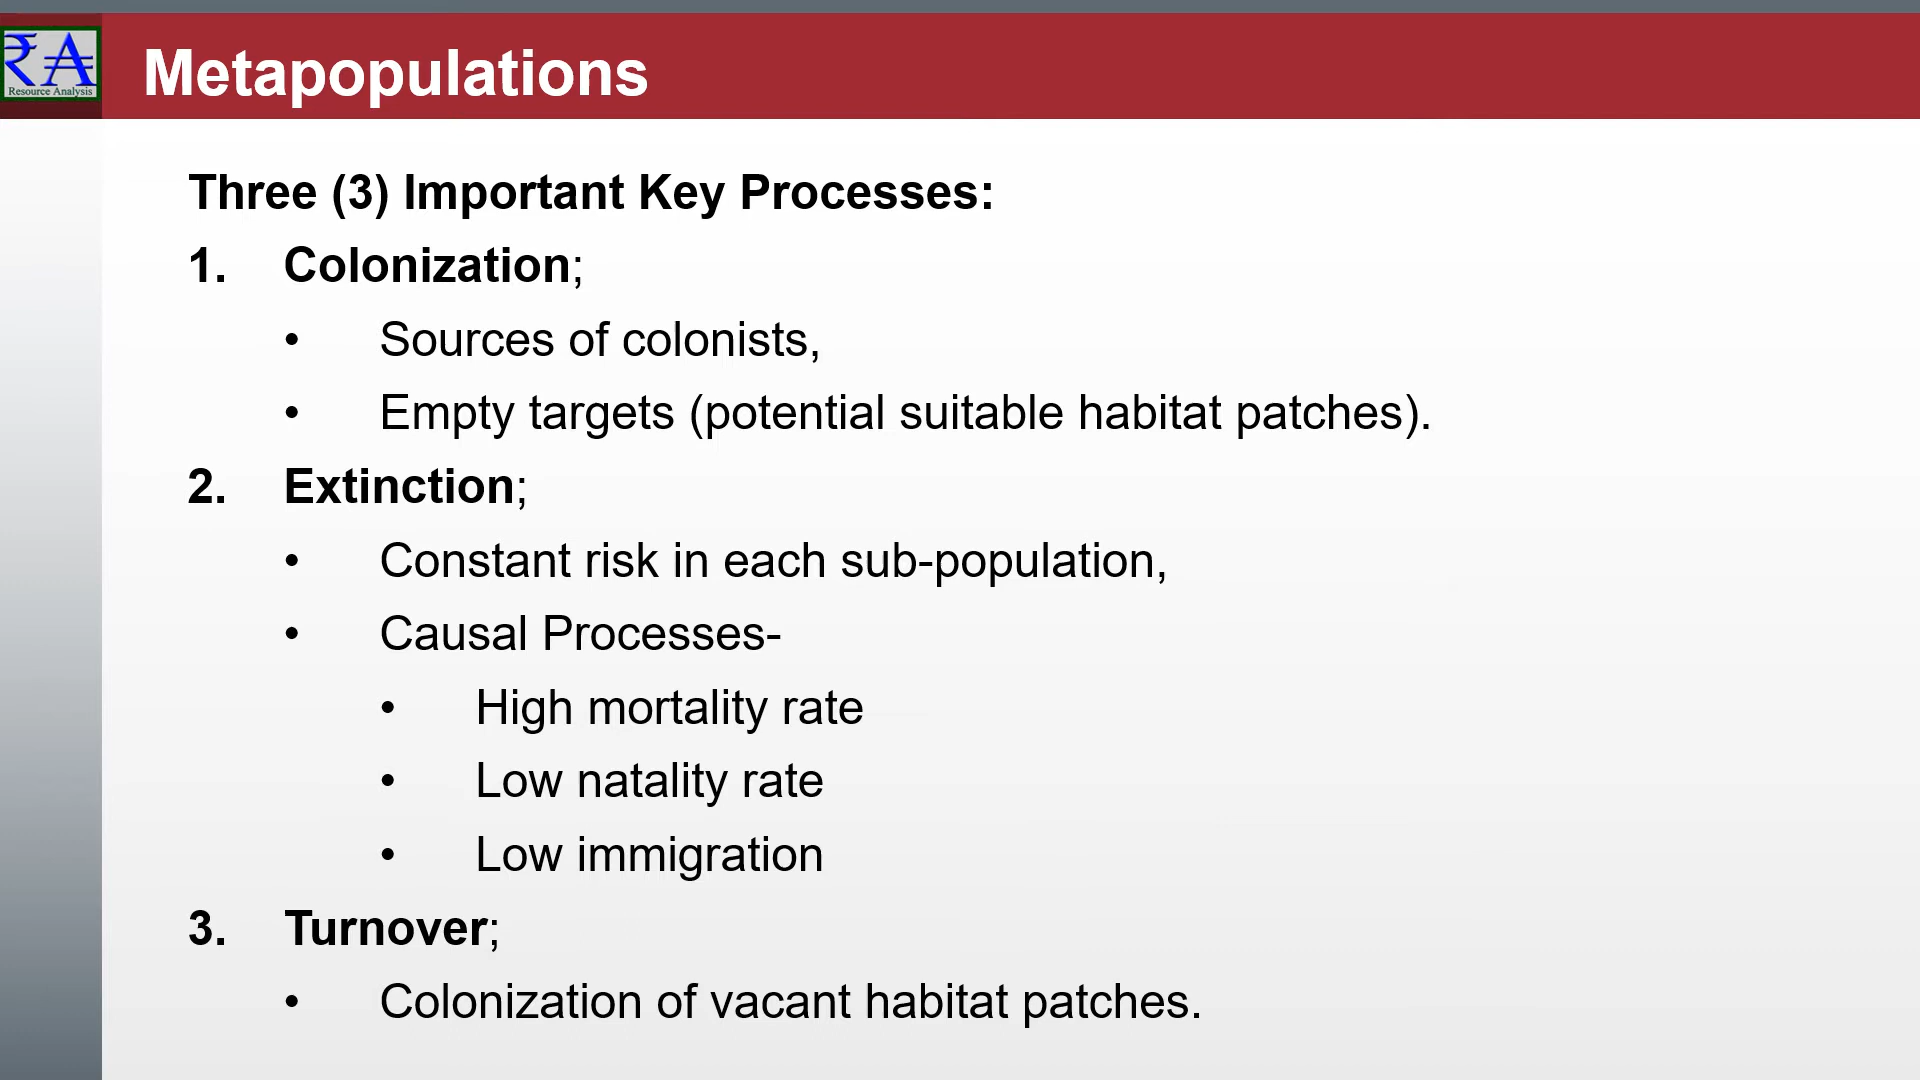 ₹A
Resource Analysis
Metapopulations
Three (3) Important Key Processes:
1. Colonization;
• Sources of colonists,
• Empty targets (potential suitable habitat patches).
2. Extinction;
• Constant risk in each sub-population,
• Causal Processes-
• High mortality rate
• Low natality rate
• Low immigration
3. Turnover;
• Colonization of vacant habitat patches.